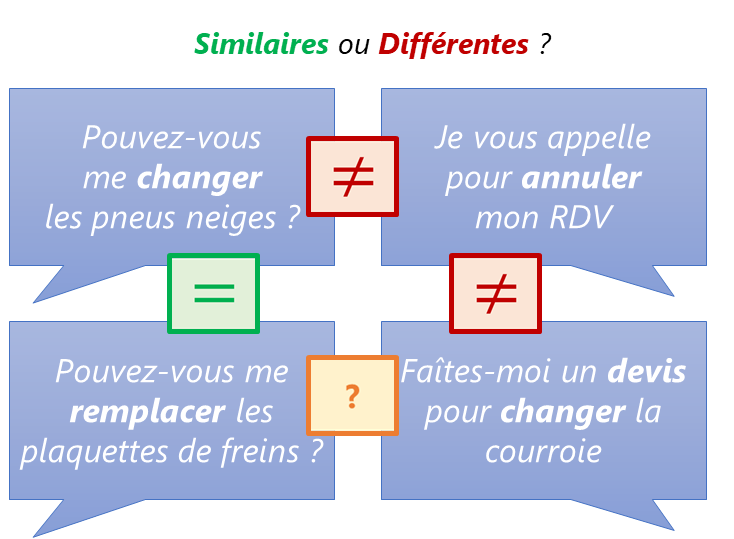 Similaires ou Différentes ?
Pouvez-vous
me changer
les pneus neiges ?
≠
Je vous appelle
pour annuler
mon RDV
=
≠
Pouvez-vous me
remplacer les
plaquettes de freins ?
?
Faîtes-moi un devis
pour changer la
courroie